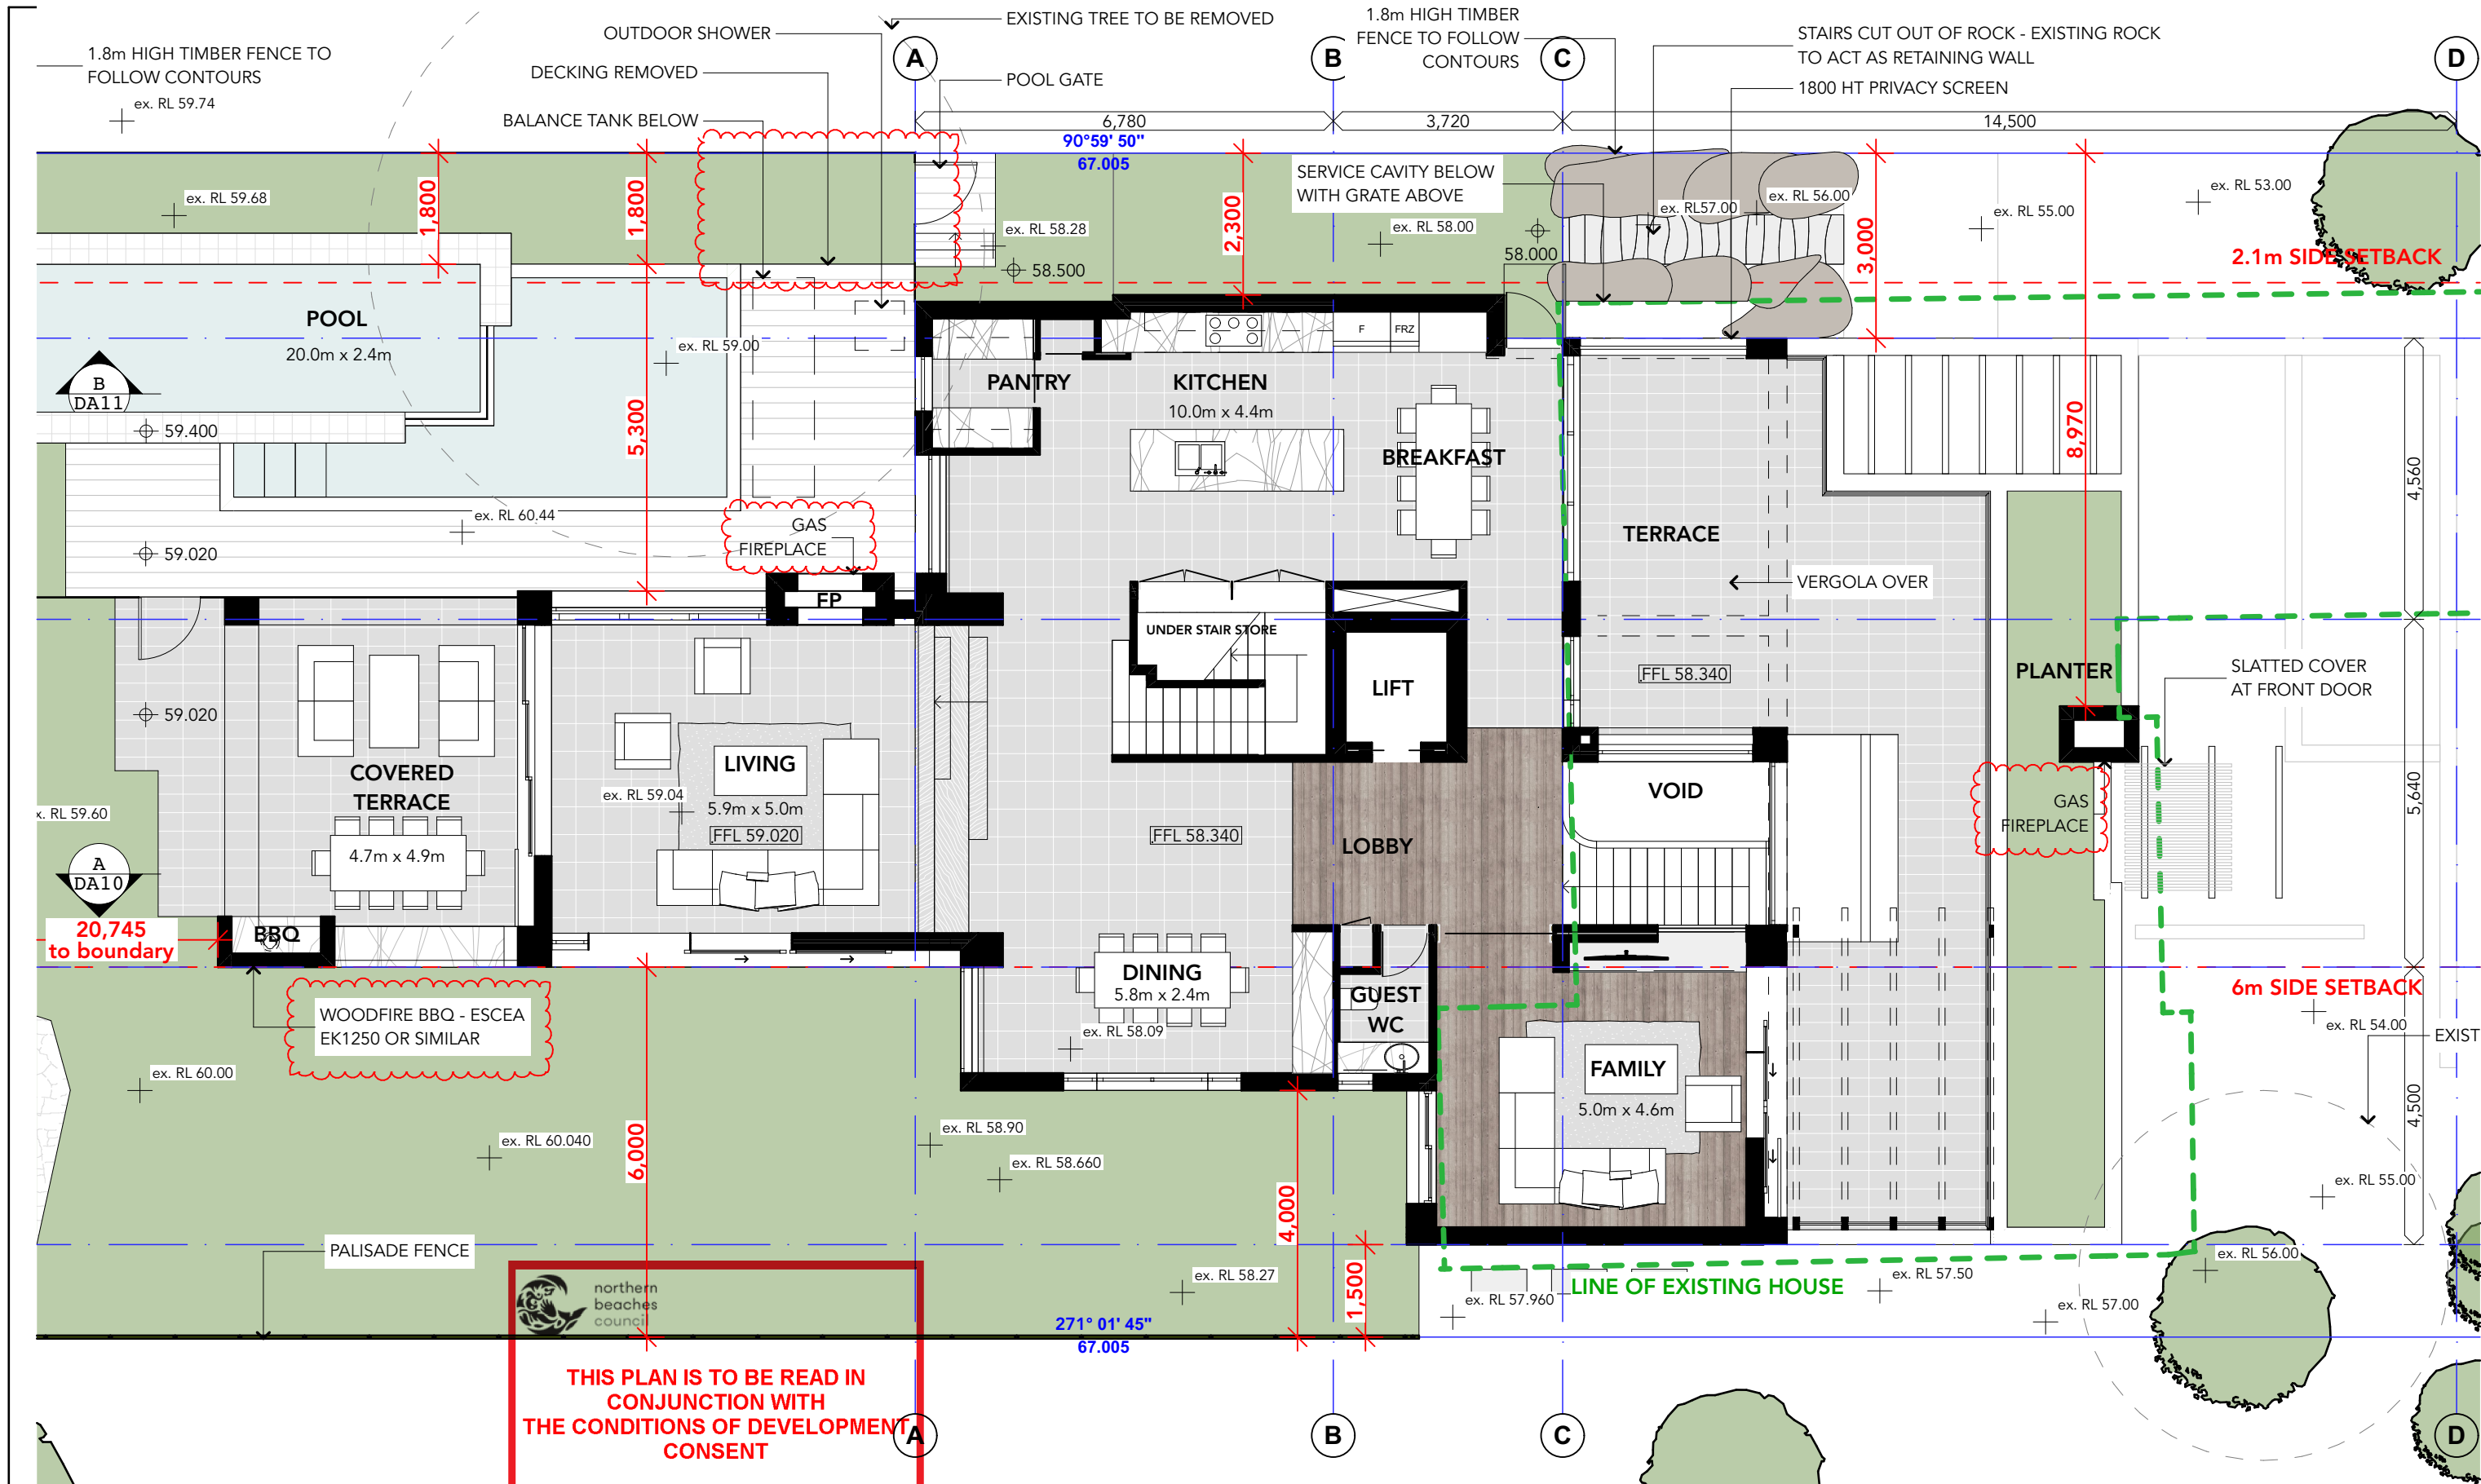 1.8m HIGH TIMBER FENCE TO
FOLLOW CONTOURS
ex. RL 59.74
OUTDOOR SHOWER
DECKING REMOVED
BALANCE TANK BELOW
EXISTING TREE TO BE REMOVED
POOL GATE
A
B
1.8m HIGH TIMBER
FENCE TO FOLLOW
CONTOURS
C
STAIRS CUT OUT OF ROCK - EXISTING ROCK
TO ACT AS RETAINING WALL
1800 HT PRIVACY SCREEN
D
6,780
3,720
14,500
90°59' 50"
67.005
ex. RL 59.68
1,800
1,800
ex. RL 58.28
58.500
2,300
SERVICE CAVITY BELOW
WITH GRATE ABOVE
ex. RL 58.00
58.000
ex. RL57.00
ex. RL 56.00
3,000
ex. RL 55.00
ex. RL 53.00
2.1m SIDE SETBACK
POOL
20.0m x 2.4m
ex. RL 59.00
B
DA11
59.400
5,300
PANTRY
KITCHEN
10.0m x 4.4m
F
FRZ
BREAKFAST
8,970
4,560
ex. RL 60.44
59.020
GAS
FIREPLACE
FP
TERRACE
VERGOLA OVER
UNDER STAIR STORE
LIFT
FFL 58.340
PLANTER
SLATTED COVER
AT FRONT DOOR
59.020
COVERED
TERRACE
4.7m x 4.9m
LIVING
ex. RL 59.04
5.9m x 5.0m
FFL 59.020
FFL 58.340
LOBBY
VOID
GAS
FIREPLACE
5,640
x. RL 59.60
A
DA10
20,745
to boundary
BBQ
WOODFIRE BBQ - ESCEA
EK1250 OR SIMILAR
DINING
5.8m x 2.4m
ex. RL 58.09
GUEST
WC
FAMILY
5.0m x 4.6m
6m SIDE SETBACK
ex. RL 54.00
EXIST
ex. RL 60.00
ex. RL 60.040
6,000
ex. RL 58.90
ex. RL 58.660
4,000
4,500
ex. RL 55.00
PALISADE FENCE
ex. RL 58.27
1,500
ex. RL 57.960
LINE OF EXISTING HOUSE
ex. RL 57.50
ex. RL 56.00
ex. RL 57.00
northern
beaches
council
271° 01' 45"
67.005
THIS PLAN IS TO BE READ IN
CONJUNCTION WITH
THE CONDITIONS OF DEVELOPMENT
CONSENT
A
B
C
D